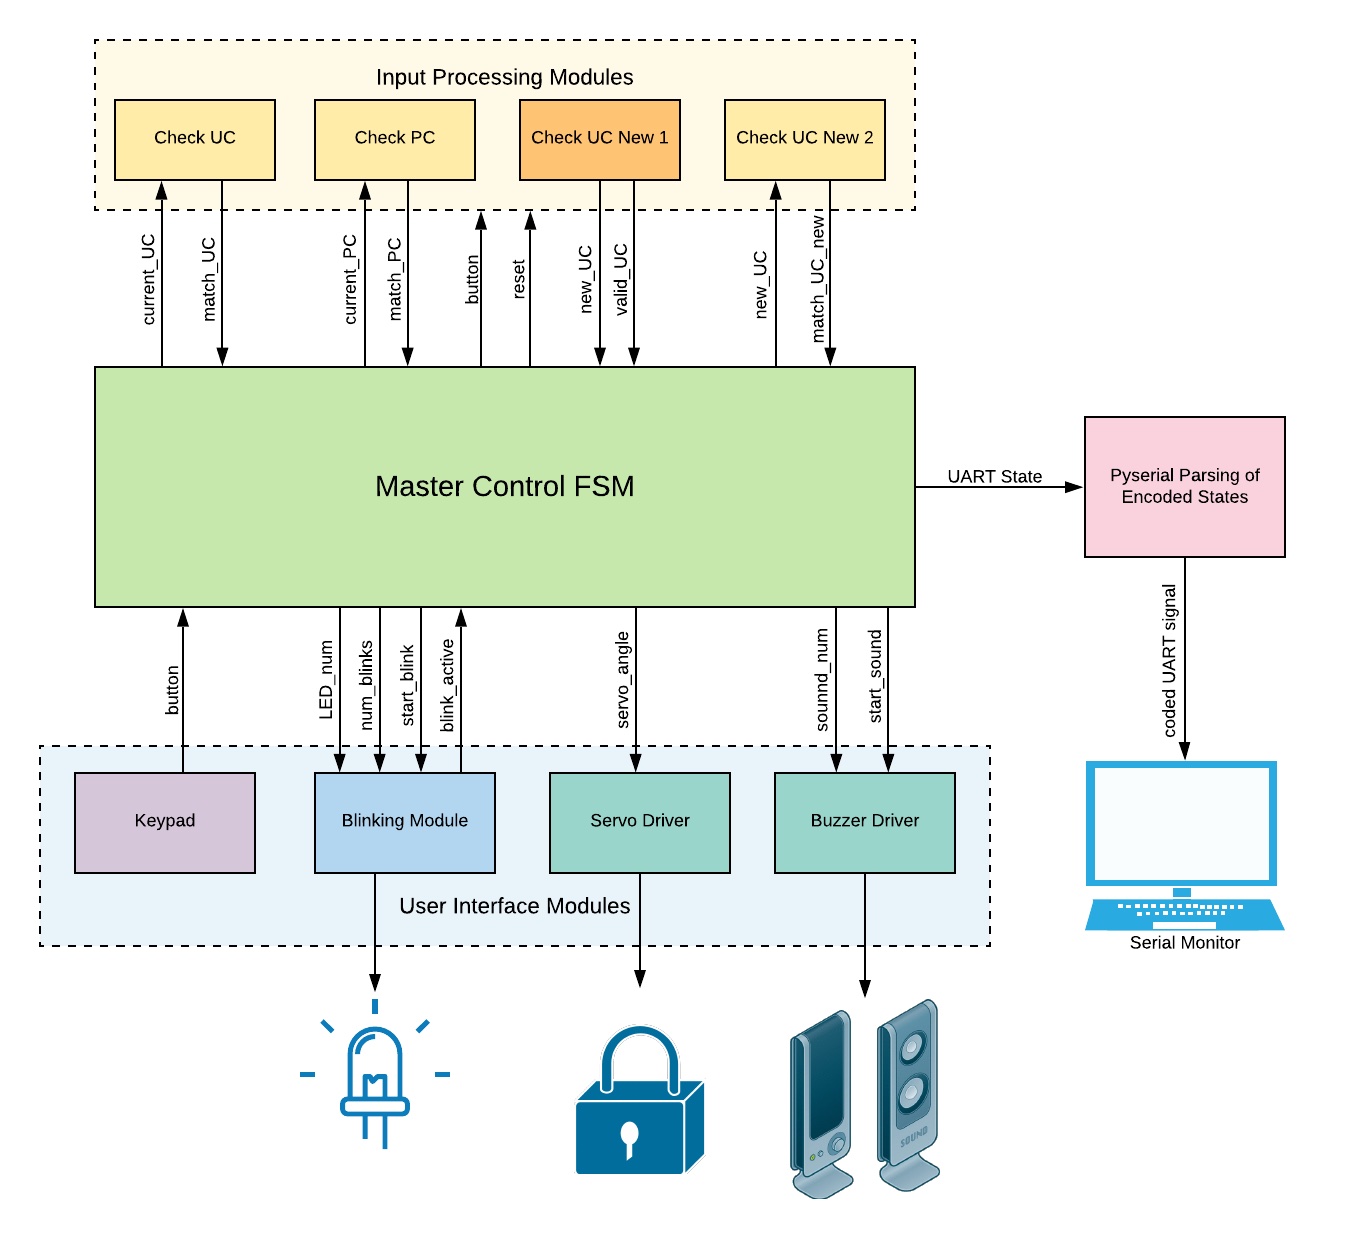 Input Processing Modules
Check UC
Check PC
Check UC New 1
Check UC New 2
current_UC
match_UC
current_PC
match_PC
button
reset
new_UC
valid_UC
new_UC
match_UC_new
Master Control FSM
UART State
Pyserial Parsing of
Encoded States
button
LED_num
num_blinks
start_blink
blink_active
servo_angle
sounnd_num
start_sound
coded UART signal
Keypad
Blinking Module
Servo Driver
Buzzer Driver
User Interface Modules
Serial Monitor
SOUND